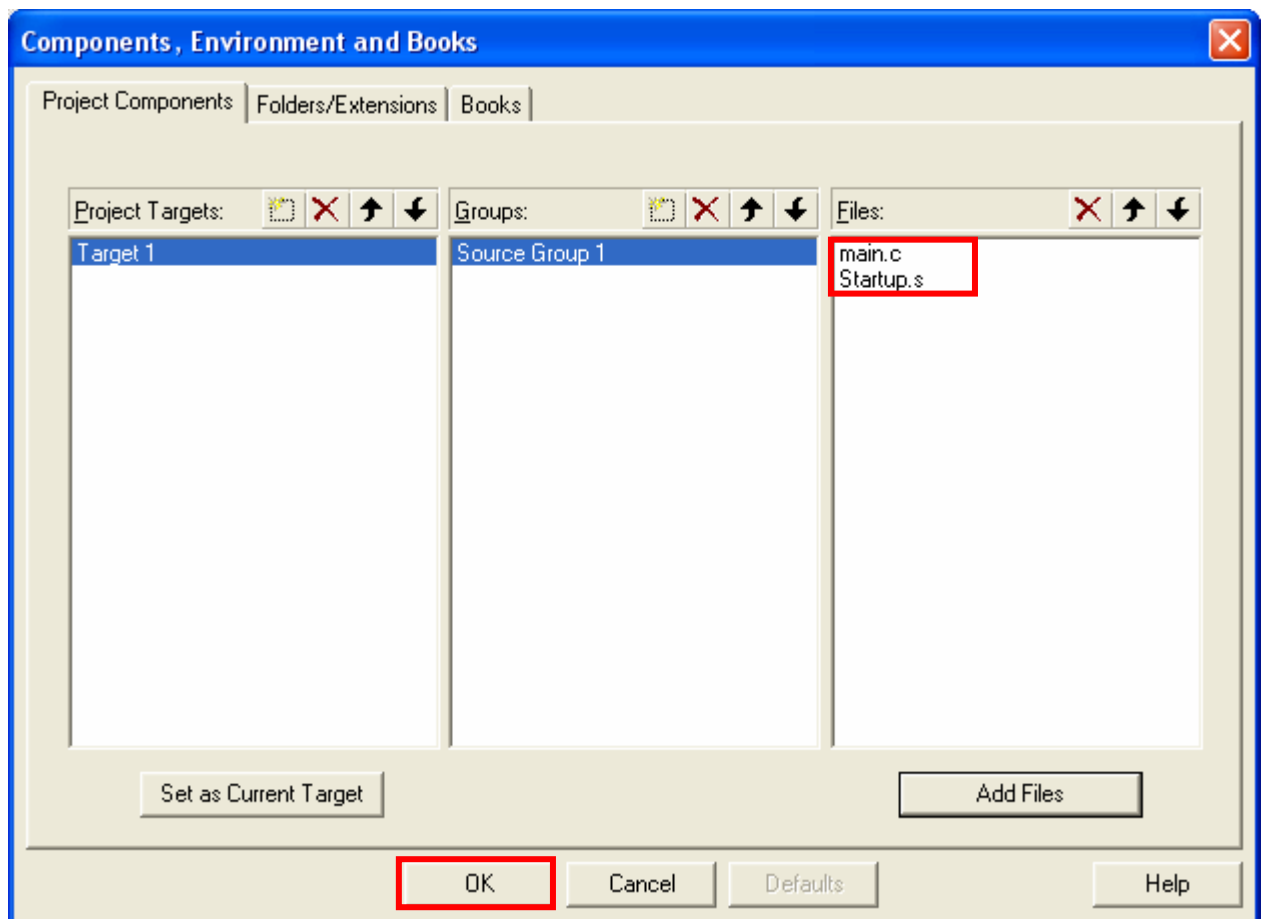 Components, Environment and Books
Project Components Folders/Extensions Books
Project Targets: Groups: Files:
Target 1 Source Group 1 main.c
Startup.s
Set as Current Target Add Files
OK Cancel Defaults Help